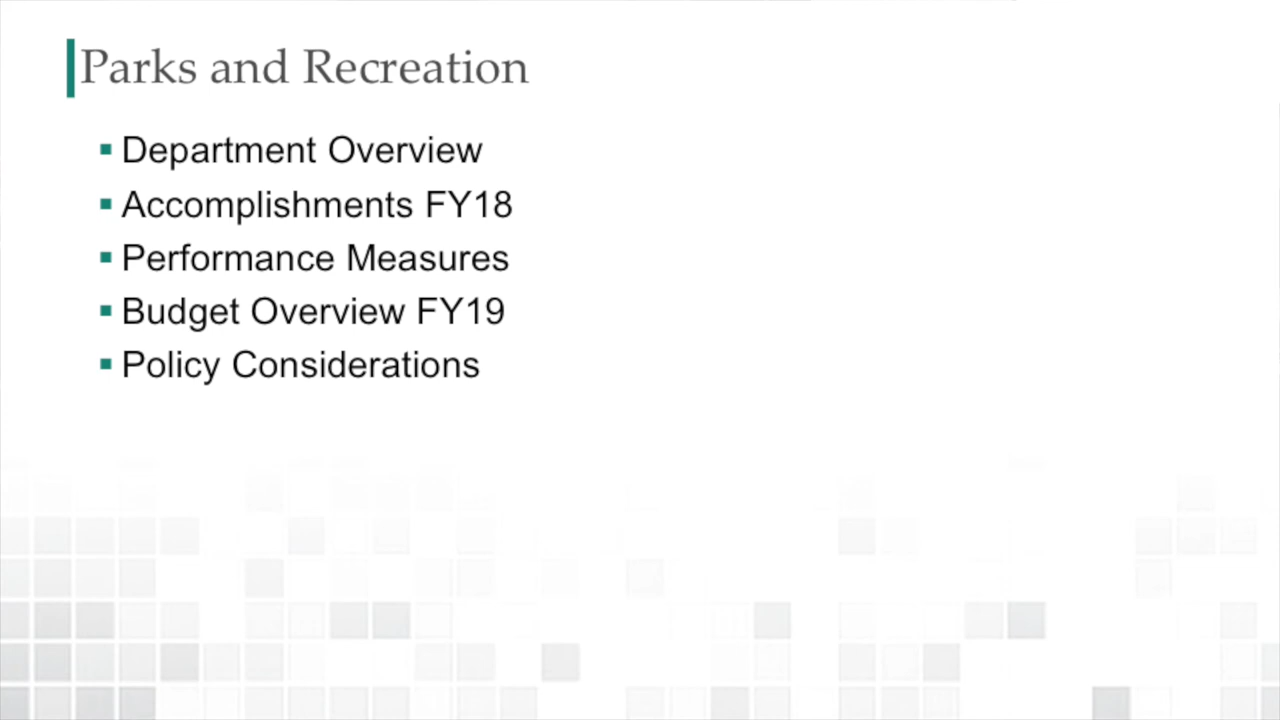 Parks and Recreation
Department Overview
Accomplishments FY18
Performance Measures
Budget Overview FY19
Policy Considerations